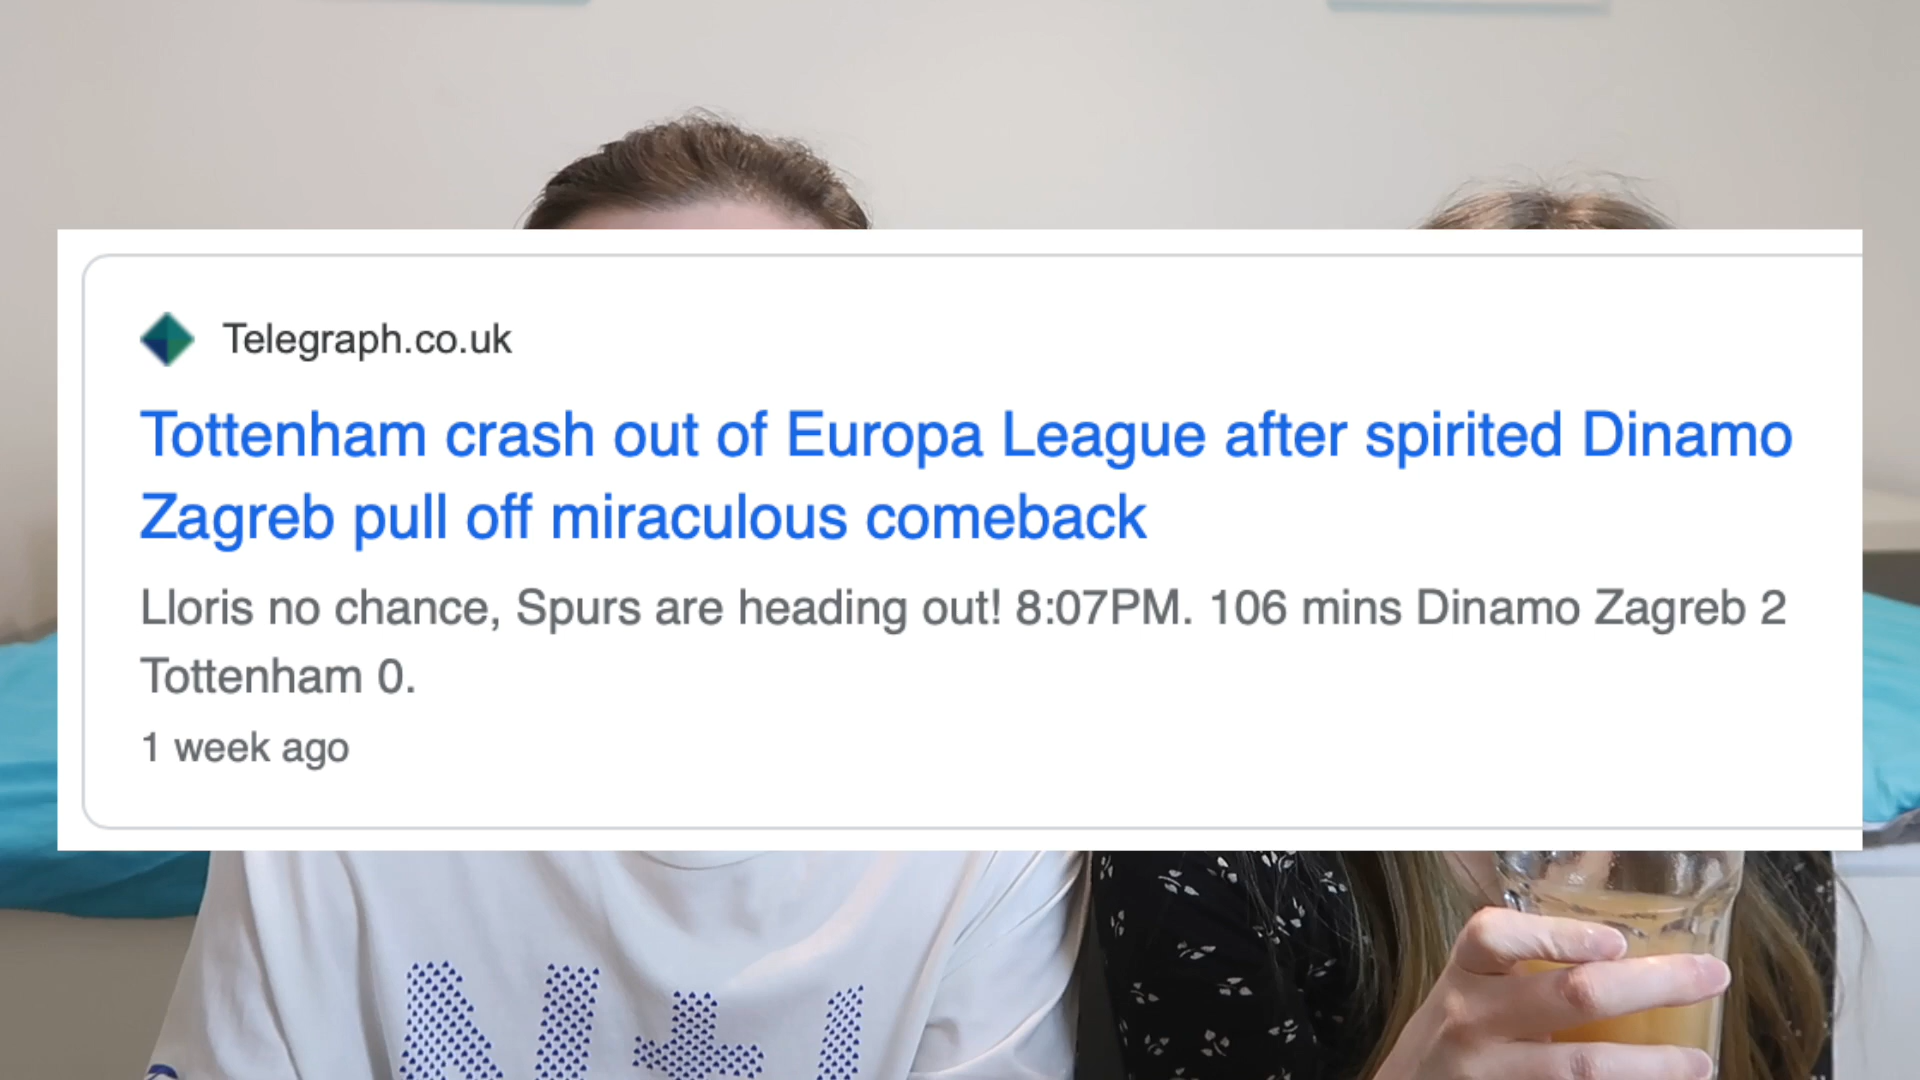 Telegraph.co.uk
Tottenham crash out of Europa League after spirited Dinamo
Zagreb pull off miraculous comeback
Lloris no chance, Spurs are heading out! 8:07PM. 106 mins Dinamo Zagreb 2
Tottenham 0.
1 week ago